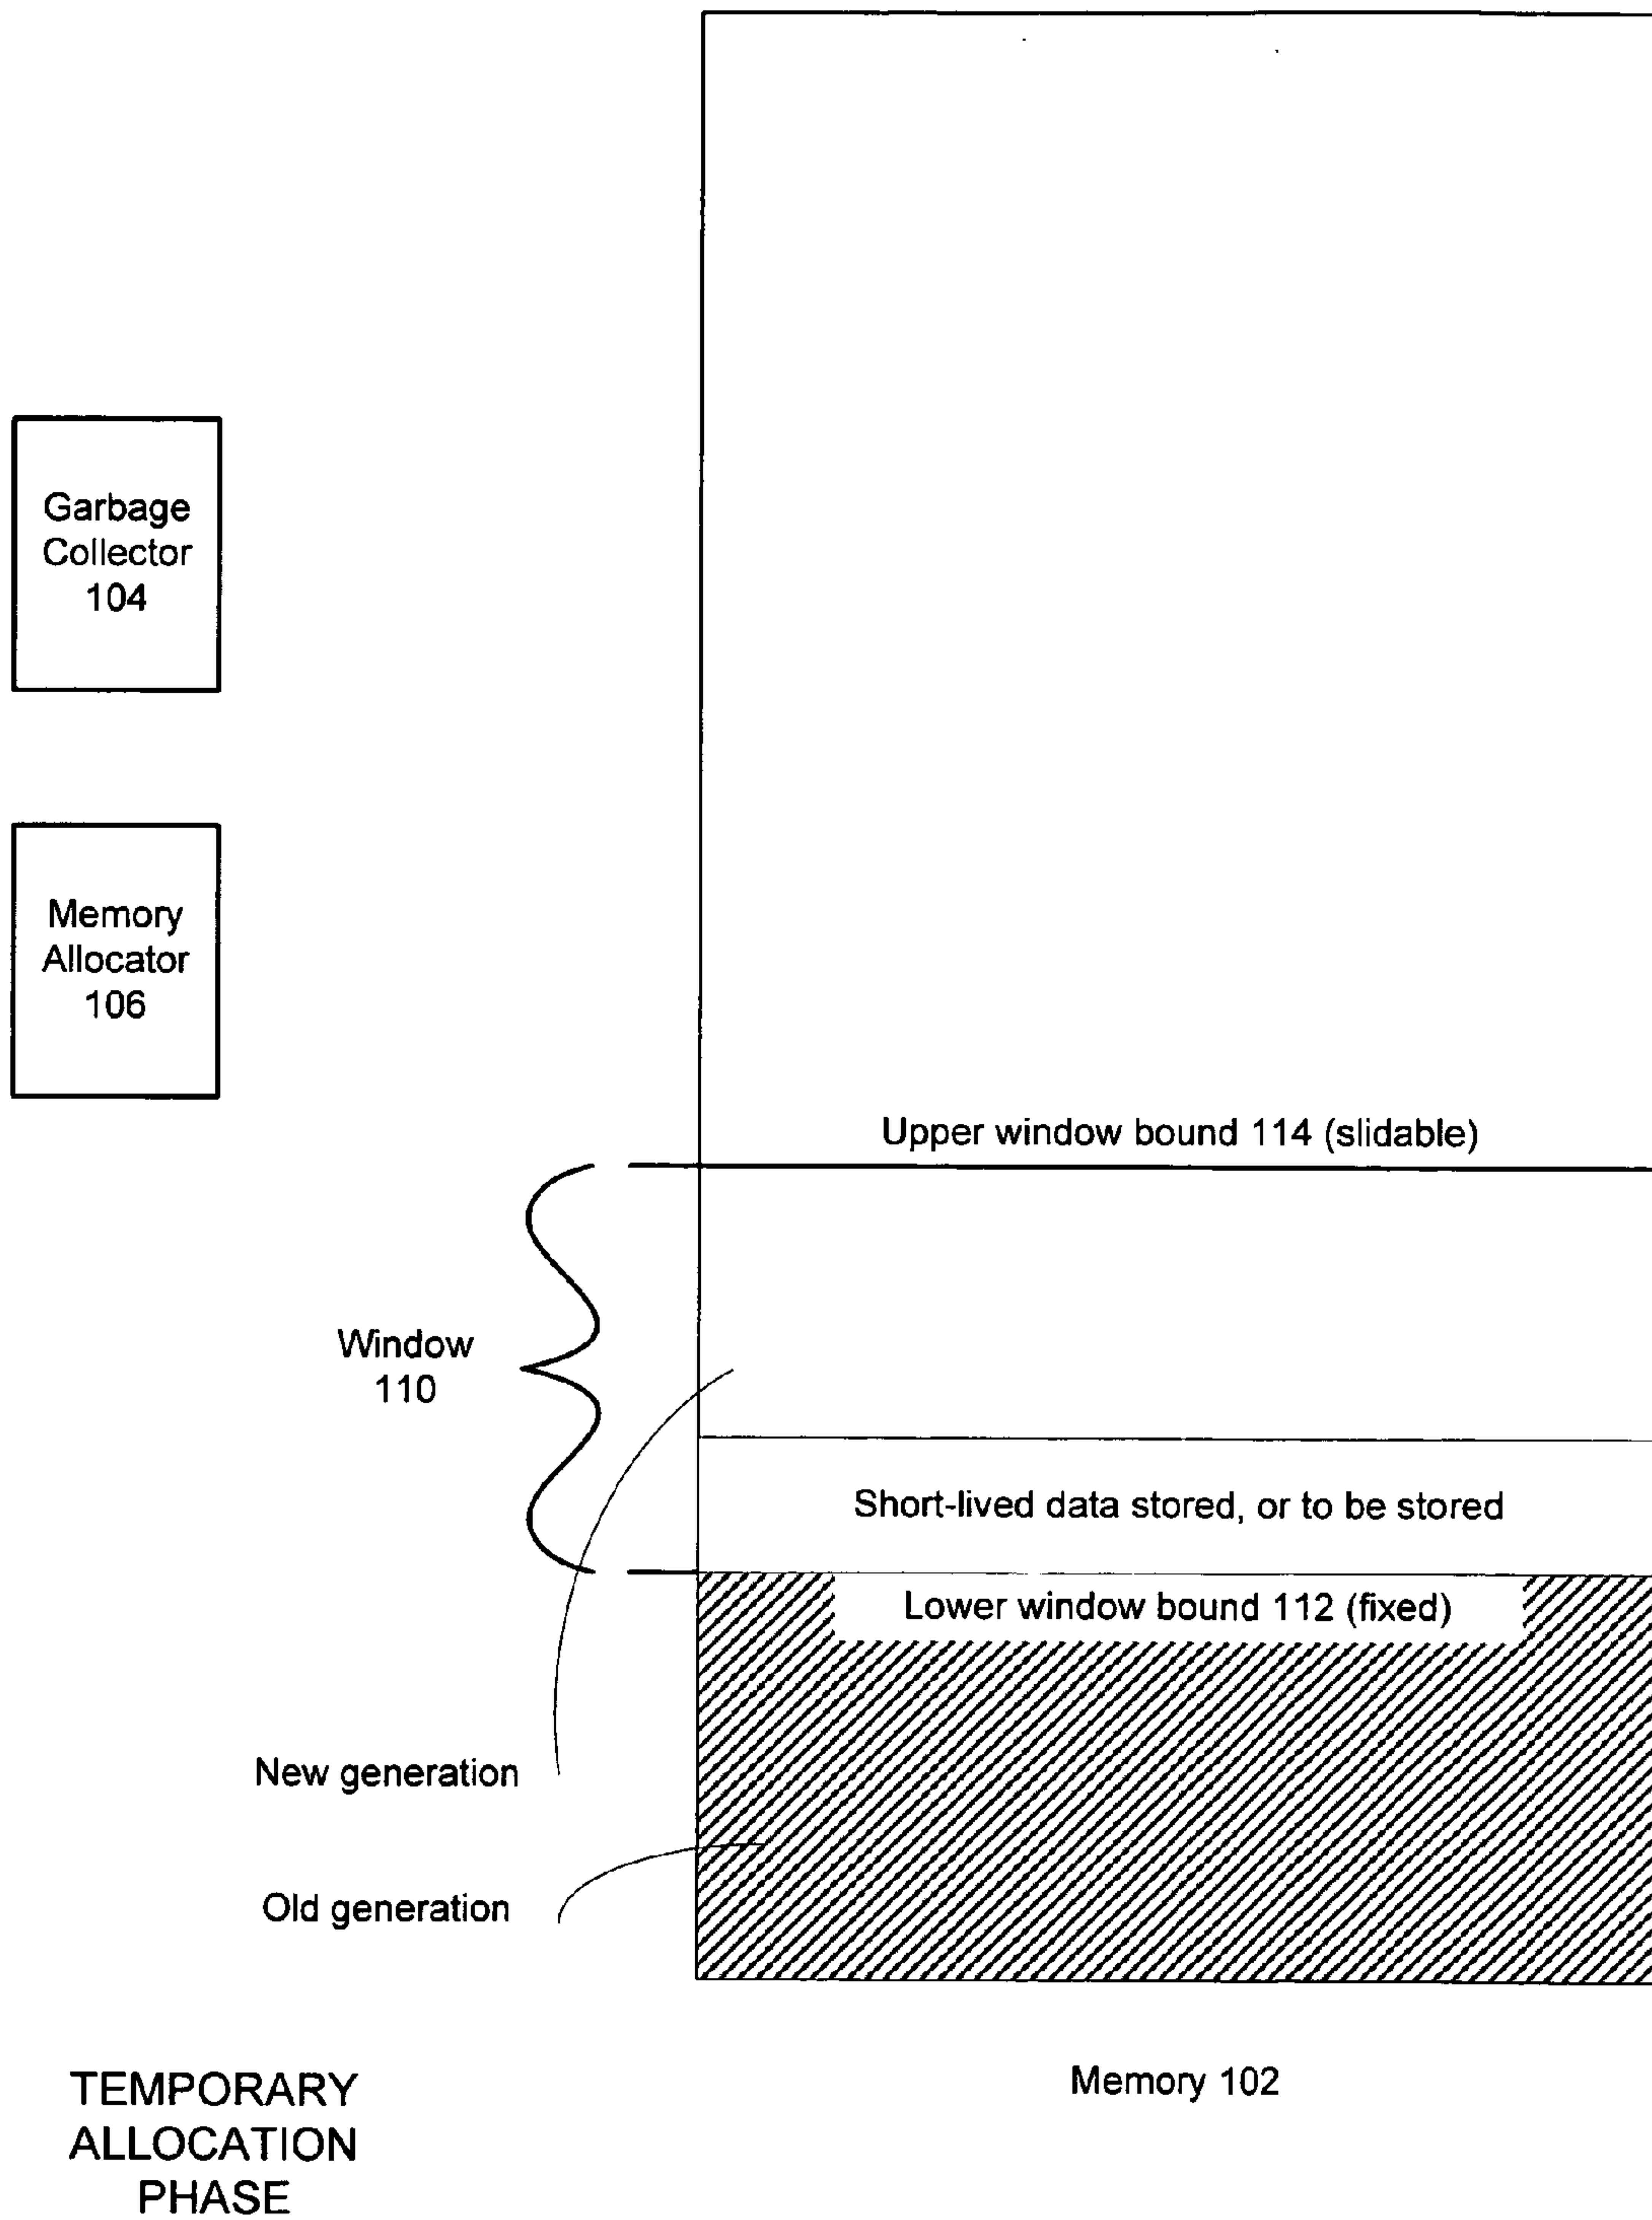 Garbage
Collector
104
Memory
Allocator
106
Upper window bound 114 (slidable)
Window
110
Short-lived data stored, or to be stored
Lower window bound 112 (fixed)
New generation
Old generation
Memory 102
TEMPORARY
ALLOCATION
PHASE